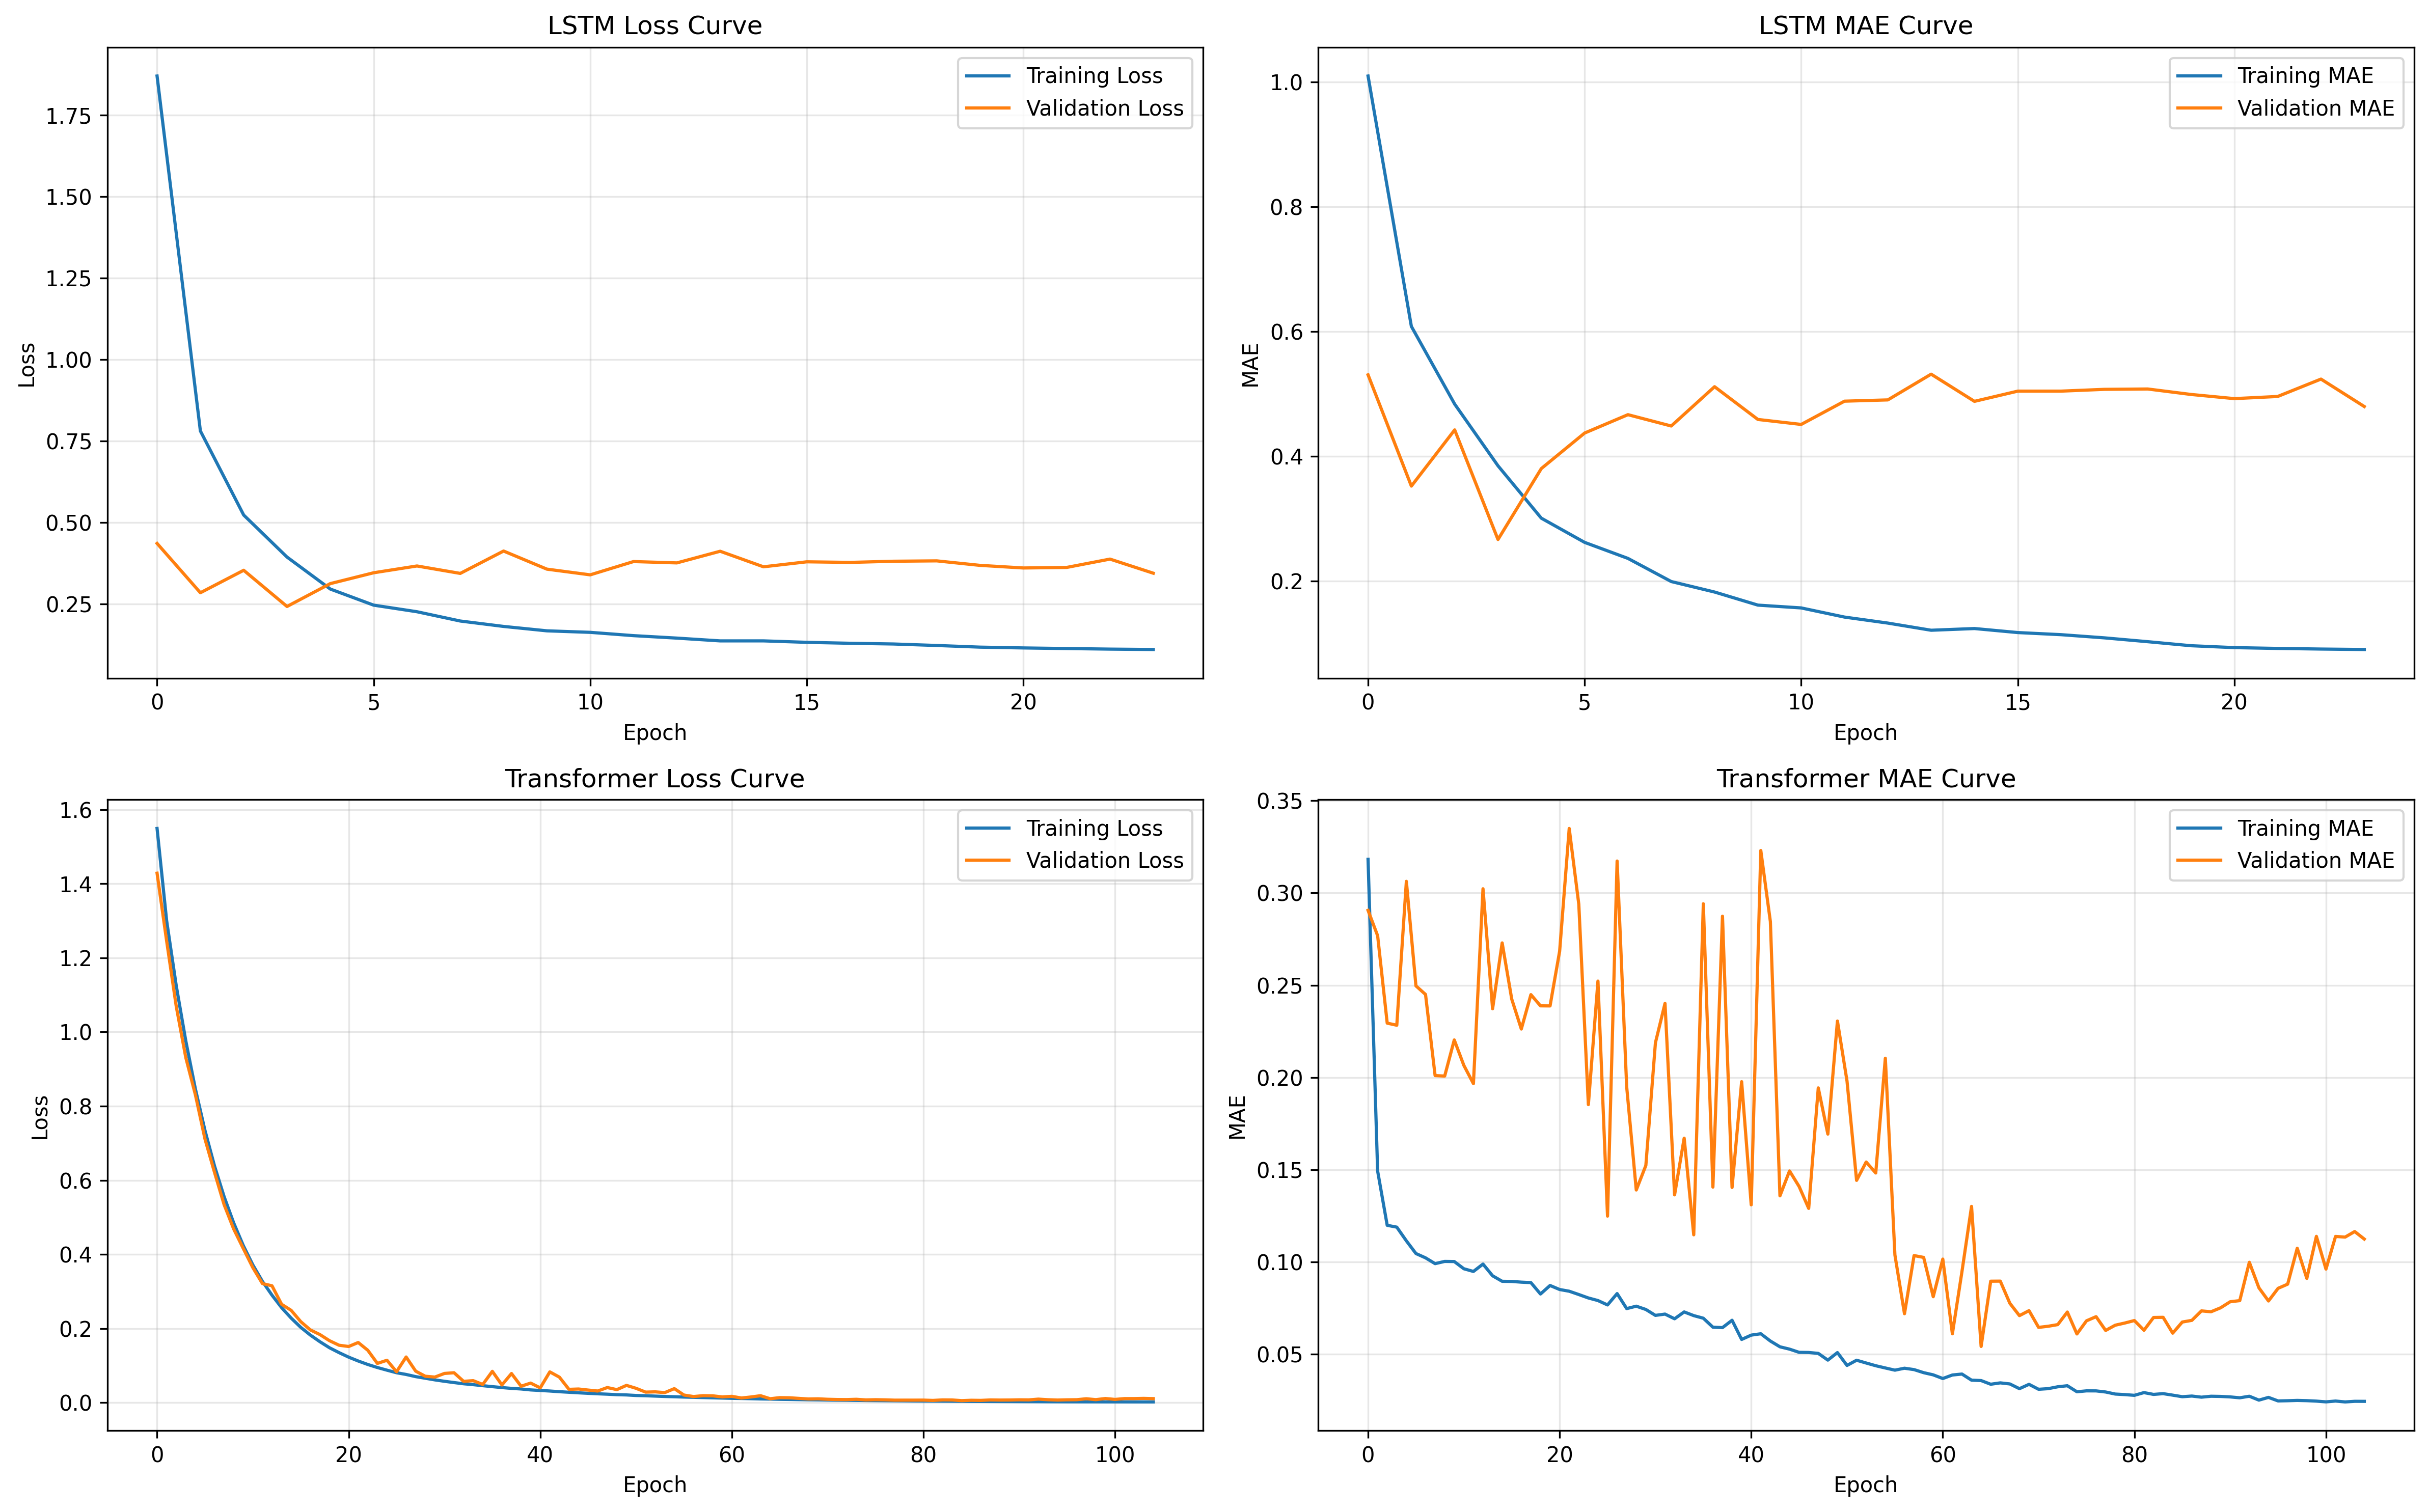 LSTM Loss Curve
Training Loss
Validation Loss
1.75
1.50
1.25
1.00
0.75
0.50
0.25
Loss
0 5 10 15 20
Epoch
LSTM MAE Curve
Training MAE
Validation MAE
1.0
0.8
0.6
0.4
0.2
MAE
0 5 10 15 20
Epoch
Transformer Loss Curve
Training Loss
Validation Loss
1.6
1.4
1.2
1.0
0.8
0.6
0.4
0.2
0.0
Loss
0 20 40 60 80 100
Epoch
Transformer MAE Curve
Training MAE
Validation MAE
0.35
0.30
0.25
0.20
0.15
0.10
0.05
MAE
0 20 40 60 80 100
Epoch